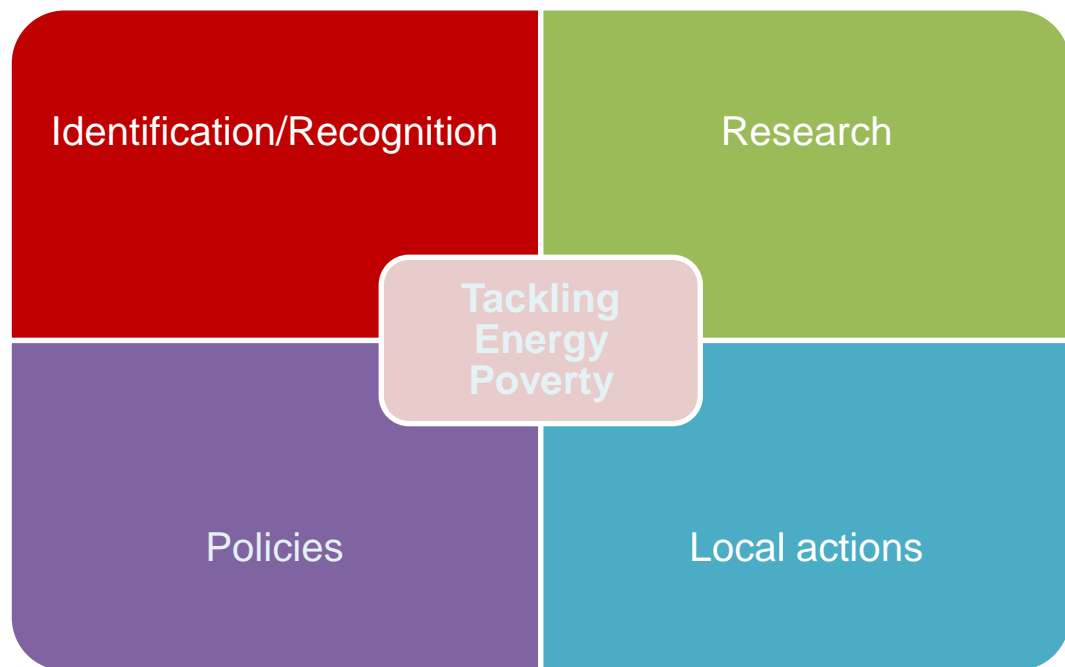 Identification/Recognition
Research
Tackling
Energy
Poverty
Policies
Local actions